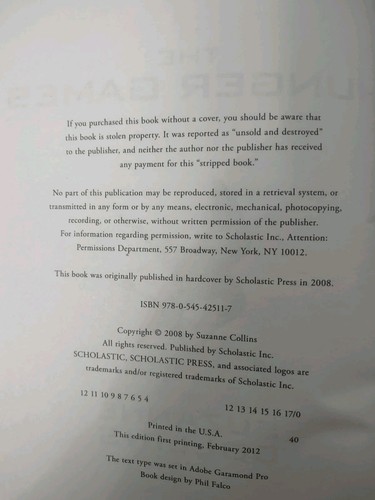 If you purchased this book without a cover, you should be aware that
this book is stolen property. It was reported as "unsold and destroyed"
to the publisher, and neither the author nor the publisher has received
any payment for this "stripped book."
No part of this publication may be reproduced, stored in a retrieval system, or
transmitted in any form or by any means, electronic, mechanical, photocopying,
recording, or otherwise, without written permission of the publisher.
For information regarding permission, write to Scholastic Inc., Attention:
Permissions Department, 557 Broadway, New York, NY 10012.
This book was originally published in hardcover by Scholastic Press in 2008.
ISBN 978-0-545-42511-7
Copyright © 2008 by Suzanne Collins
All rights reserved. Published by Scholastic Inc.
SCHOLASTIC, SCHOLASTIC PRESS, and associated logos are
trademarks and/or registered trademarks of Scholastic Inc.
12 11 10 9 8 7 6 5 4 12 13 14 15 16 17/0
40
Printed in the U.S.A.
This edition first printing, February 2012
The text type was set in Adobe Garamond Pro
Book design by Phil Falco